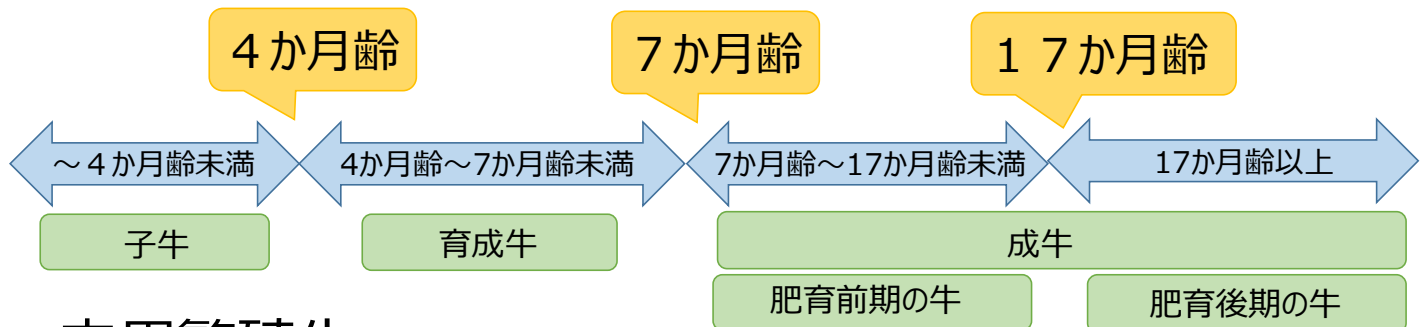 ４か月齢
７か月齢
１７か月齢
～４か月齢未満
4か月齢～7か月齢未満
7か月齢～17か月齢未満
17か月齢以上
子牛
育成牛
成牛
肥育前期の牛
肥育後期の牛